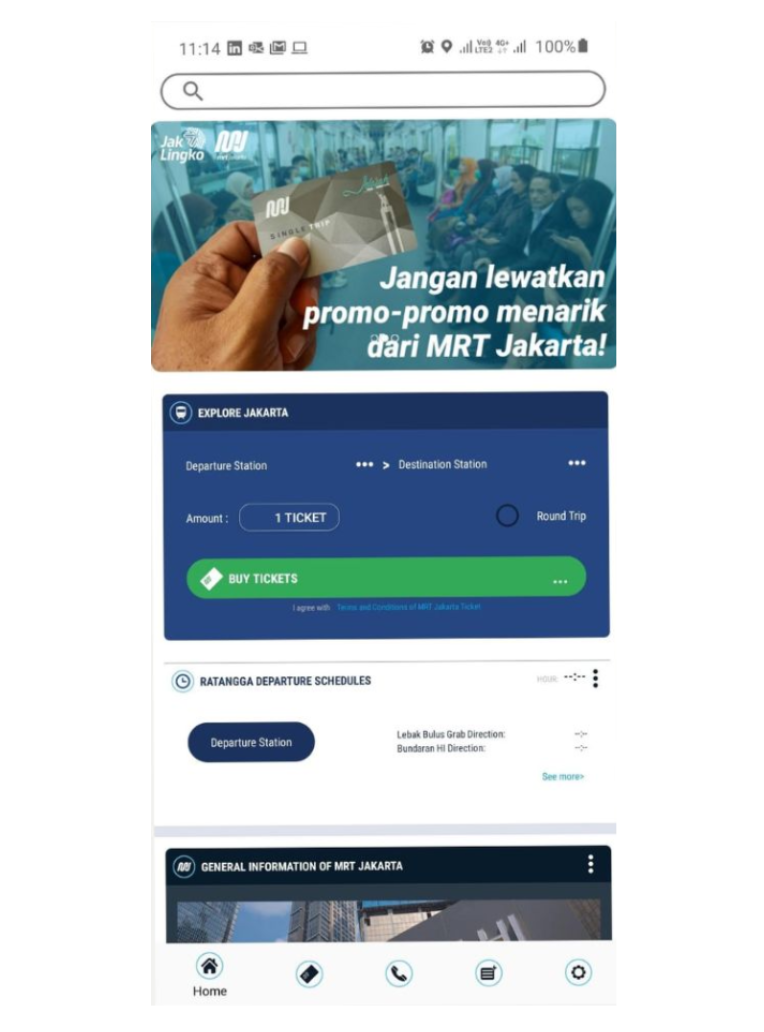 11:14
Vo)) 4G+
LTE2
100%
Jak
Lingko
SINGLE TRIP
Jangan lewatkan
promo-promo menarik
dari MRT Jakarta!
EXPLORE JAKARTA
Departure Station ••• > Destination Station •••
Amount : 1 TICKET Round Trip
BUY TICKETS ...
I agree with Terms and Conditions of MRT Jakarta Ticket
RATANGGA DEPARTURE SCHEDULES
HOUR: --:--
Departure Station
Lebak Bulus Grab Direction: --:--
Bundaran HI Direction: --:--
See more>
GENERAL INFORMATION OF MRT JAKARTA
Home